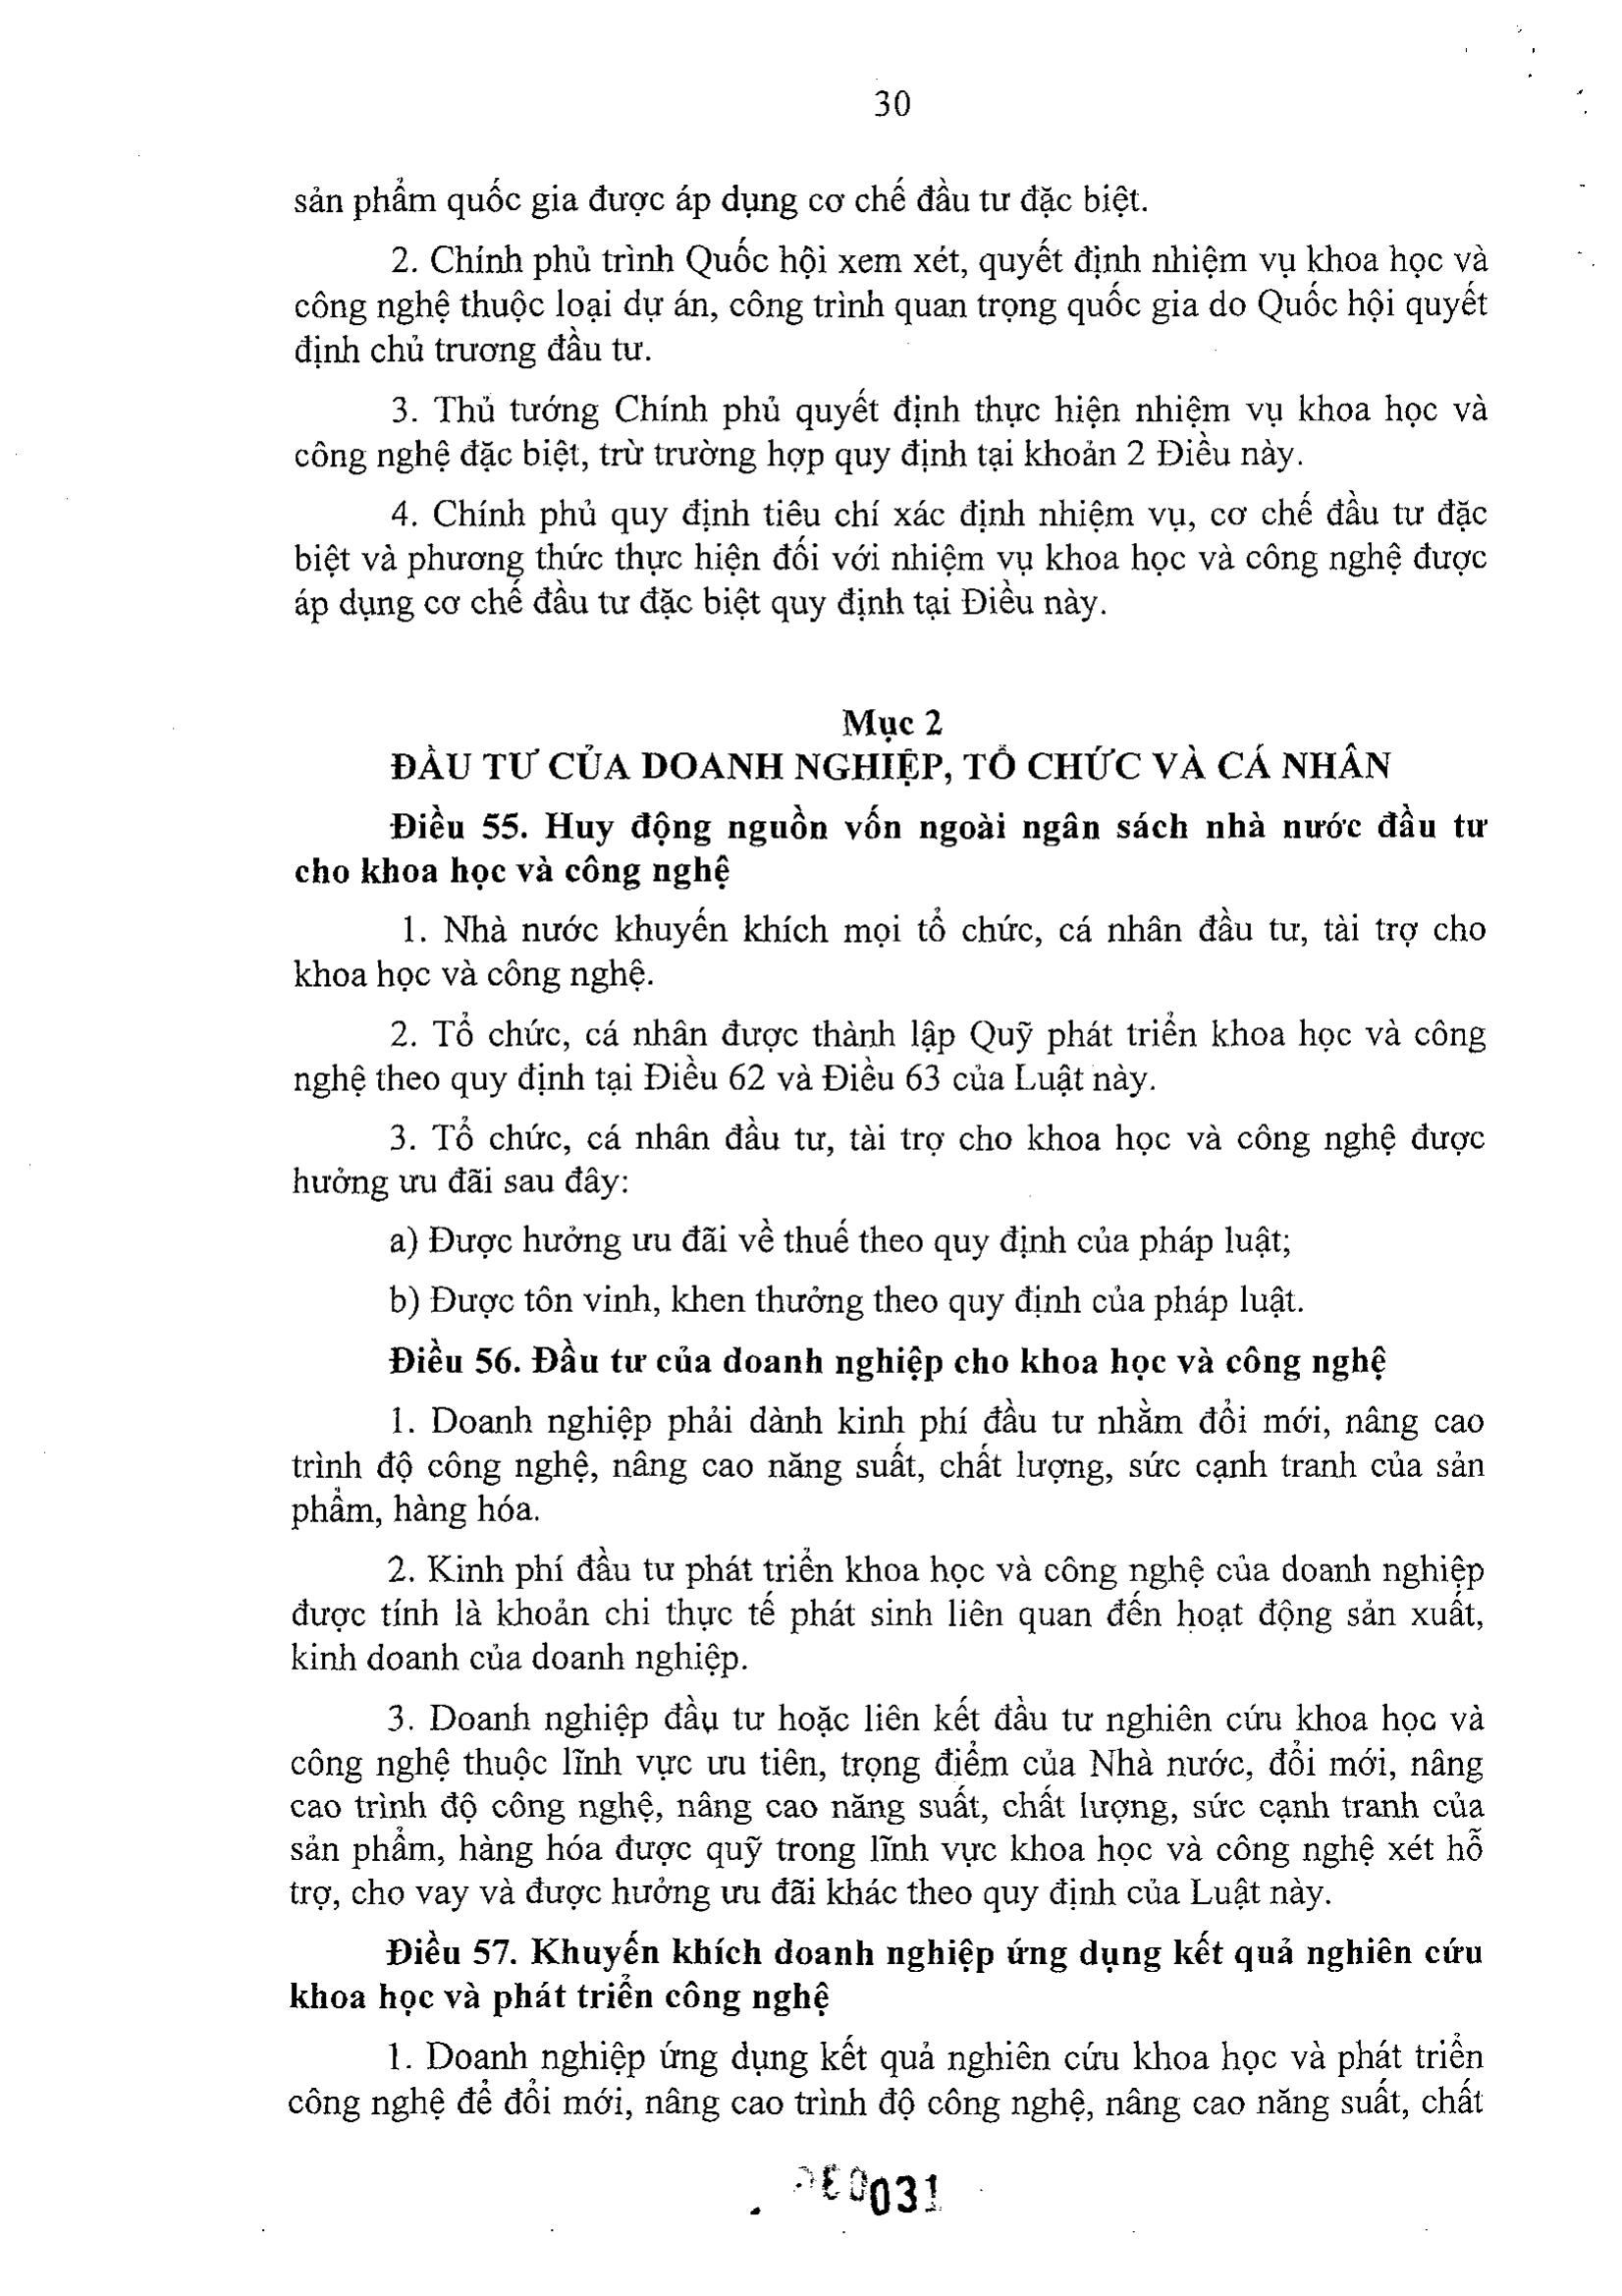 30
sản phẩm quốc gia được áp dụng cơ chế đầu tư đặc biệt.
2. Chính phủ trình Quốc hội xem xét, quyết định nhiệm vụ khoa học và
công nghệ thuộc loại dự án, công trình quan trọng quốc gia do Quốc hội quyết
định chủ trương đầu tư.
3. Thủ tướng Chính phủ quyết định thực hiện nhiệm vụ khoa học và
công nghệ đặc biệt, trừ trường hợp quy định tại khoản 2 Điều này.
4. Chính phủ quy định tiêu chí xác định nhiệm vụ, cơ chế đầu tư đặc
biệt và phương thức thực hiện đối với nhiệm vụ khoa học và công nghệ được
áp dụng cơ chế đầu tư đặc biệt quy định tại Điều này.
Mục 2
ĐẦU TƯ CỦA DOANH NGHIỆP, TỔ CHỨC VÀ CÁ NHÂN
Điều 55. Huy động nguồn vốn ngoài ngân sách nhà nước đầu tư
cho khoa học và công nghệ
1. Nhà nước khuyến khích mọi tổ chức, cá nhân đầu tư, tài trợ cho
khoa học và công nghệ.
2. Tổ chức, cá nhân được thành lập Quỹ phát triển khoa học và công
nghệ theo quy định tại Điều 62 và Điều 63 của Luật này.
3. Tổ chức, cá nhân đầu tư, tài trợ cho khoa học và công nghệ được
hưởng ưu đãi sau đây:
a) Được hưởng ưu đãi về thuế theo quy định của pháp luật;
b) Được tôn vinh, khen thưởng theo quy định của pháp luật.
Điều 56. Đầu tư của doanh nghiệp cho khoa học và công nghệ
1. Doanh nghiệp phải dành kinh phí đầu tư nhằm đổi mới, nâng cao
trình độ công nghệ, nâng cao năng suất, chất lượng, sức cạnh tranh của sản
phẩm, hàng hóa.
2. Kinh phí đầu tư phát triển khoa học và công nghệ của doanh nghiệp
được tính là khoản chi thực tế phát sinh liên quan đến hoạt động sản xuất,
kinh doanh của doanh nghiệp.
3. Doanh nghiệp đầu tư hoặc liên kết đầu tư nghiên cứu khoa học và
công nghệ thuộc lĩnh vực ưu tiên, trọng điểm của Nhà nước, đổi mới, nâng
cao trình độ công nghệ, nâng cao năng suất, chất lượng, sức cạnh tranh của
sản phẩm, hàng hóa được quỹ trong lĩnh vực khoa học và công nghệ xét hỗ
trợ, cho vay và được hưởng ưu đãi khác theo quy định của Luật này.
Điều 57. Khuyến khích doanh nghiệp ứng dụng kết quả nghiên cứu
khoa học và phát triển công nghệ
1. Doanh nghiệp ứng dụng kết quả nghiên cứu khoa học và phát triển
công nghệ để đổi mới, nâng cao trình độ công nghệ, nâng cao năng suất, chất
031